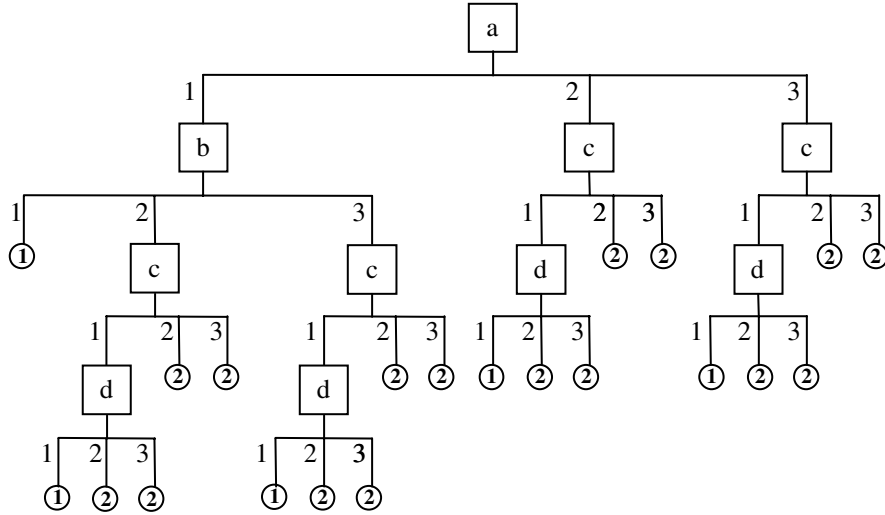 a
1 2 3
b c c
1 2 3 1 2 3 1 2 3
1 c c d 2 2 d 2 2
1 2 3 1 2 3 1 2 3 1 2 3
d 2 2 d 2 2 1 2 2 1 2 2
1 2 3 1 2 3
1 2 2 1 2 2